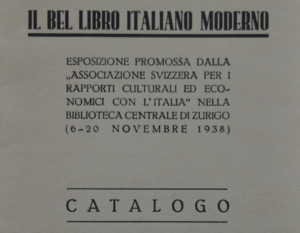 IL BEL LIBRO ITALIANO MODERNO
ESPOSIZIONE PROMOSSA DALLA
„ASSOCIAZIONE SVIZZERA PER I
RAPPORTI CULTURALI ED ECO-
NOMICI CON L'ITALIA“ NELLA
BIBLIOTECA CENTRALE DI ZURIGO
(6-20 NOVEMBRE 1938)
CATALOGO